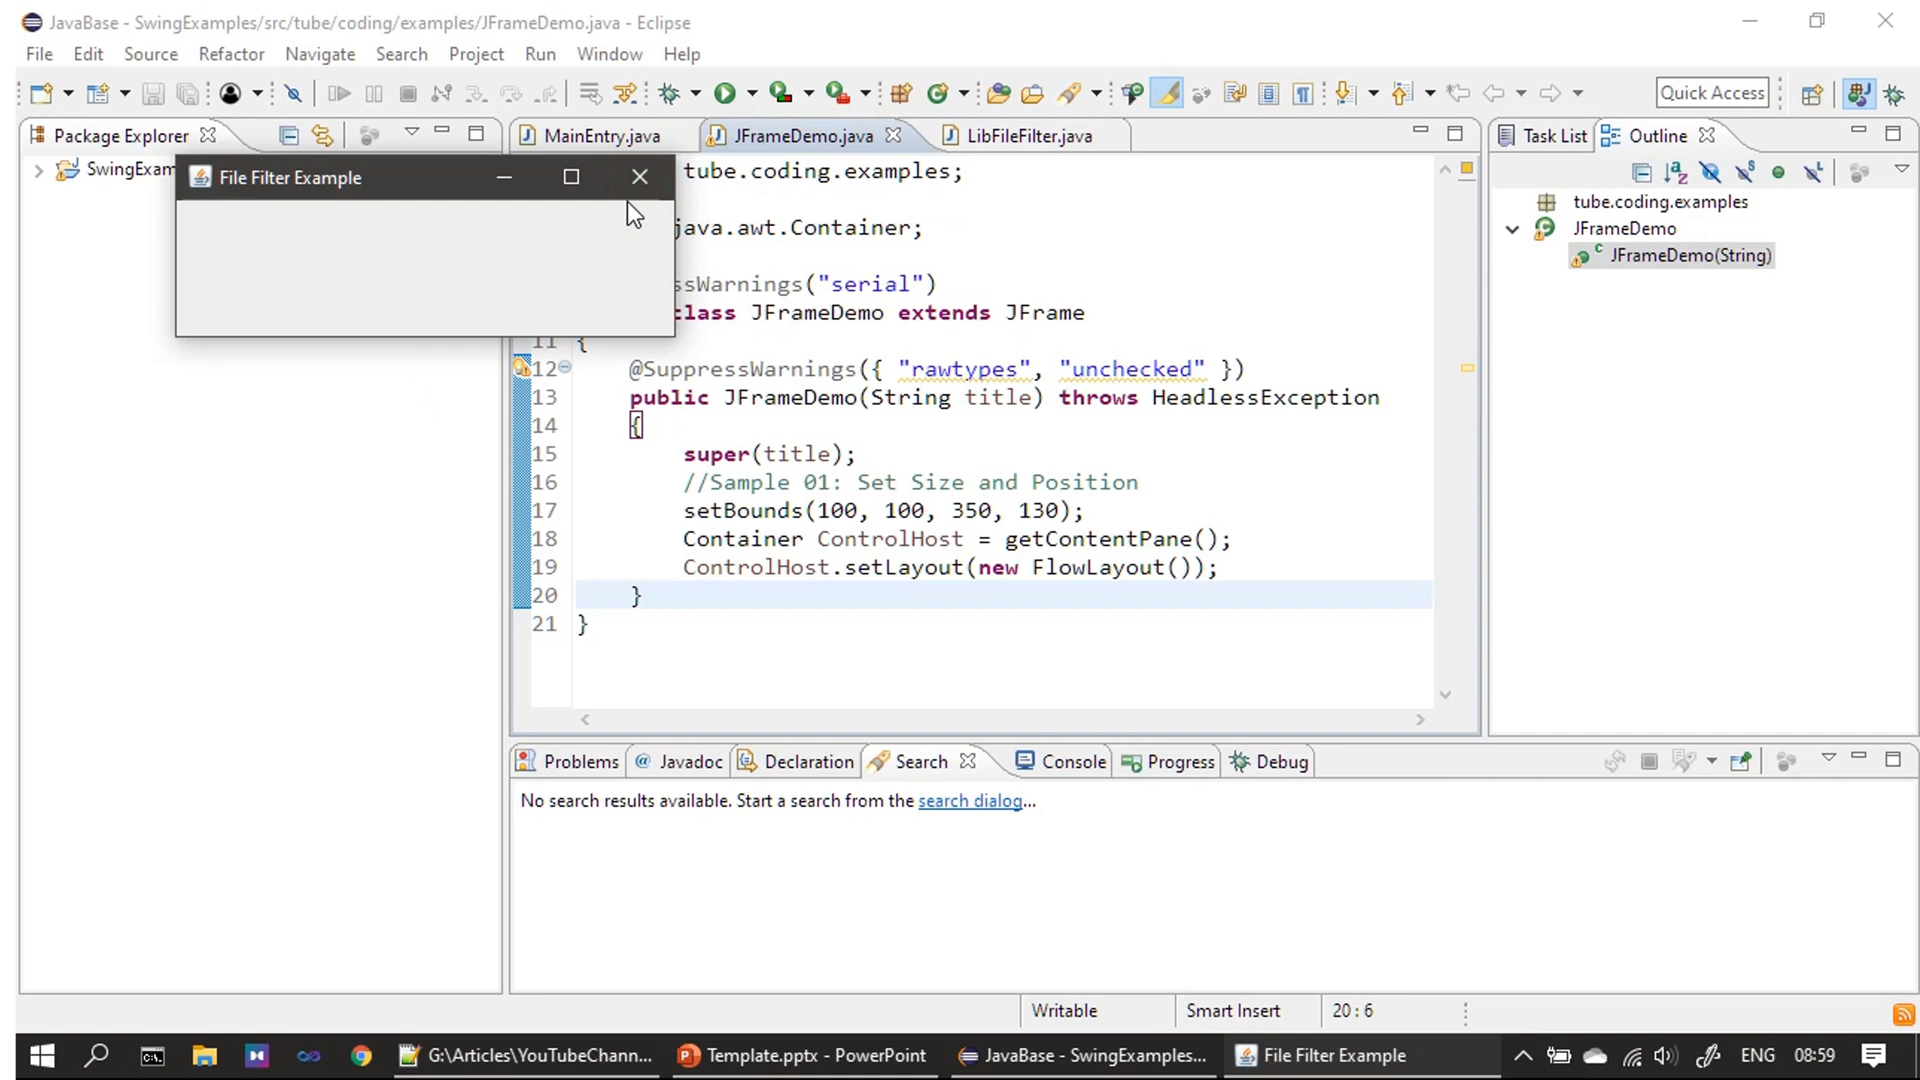 JavaBase - SwingExamples/src/tube/coding/examples/JFrameDemo.java - Eclipse
File Edit Source Refactor Navigate Search Project Run Window Help
Quick Access
Package Explorer
MainEntry.java JFrameDemo.java LibFileFilter.java
Task List Outline
SwingExam
File Filter Example
tube.coding.examples;
java.awt.Container;
ssWarnings("serial")
class JFrameDemo extends JFrame
11 {
12 @SuppressWarnings({ "rawtypes", "unchecked" })
13 public JFrameDemo(String title) throws HeadlessException
14 {
15 super(title);
16 //Sample 01: Set Size and Position
17 setBounds(100, 100, 350, 130);
18 Container ControlHost = getContentPane();
19 ControlHost.setLayout(new FlowLayout());
20 }
21 }
tube.coding.examples
JFrameDemo
JFrameDemo(String)
Problems @ Javadoc Declaration Search Console Progress Debug
No search results available. Start a search from the search dialog...
Writable Smart Insert 20 : 6
G:\Articles\YouTubeChann... Template.pptx - PowerPoint JavaBase - SwingExamples... File Filter Example ENG 08:59